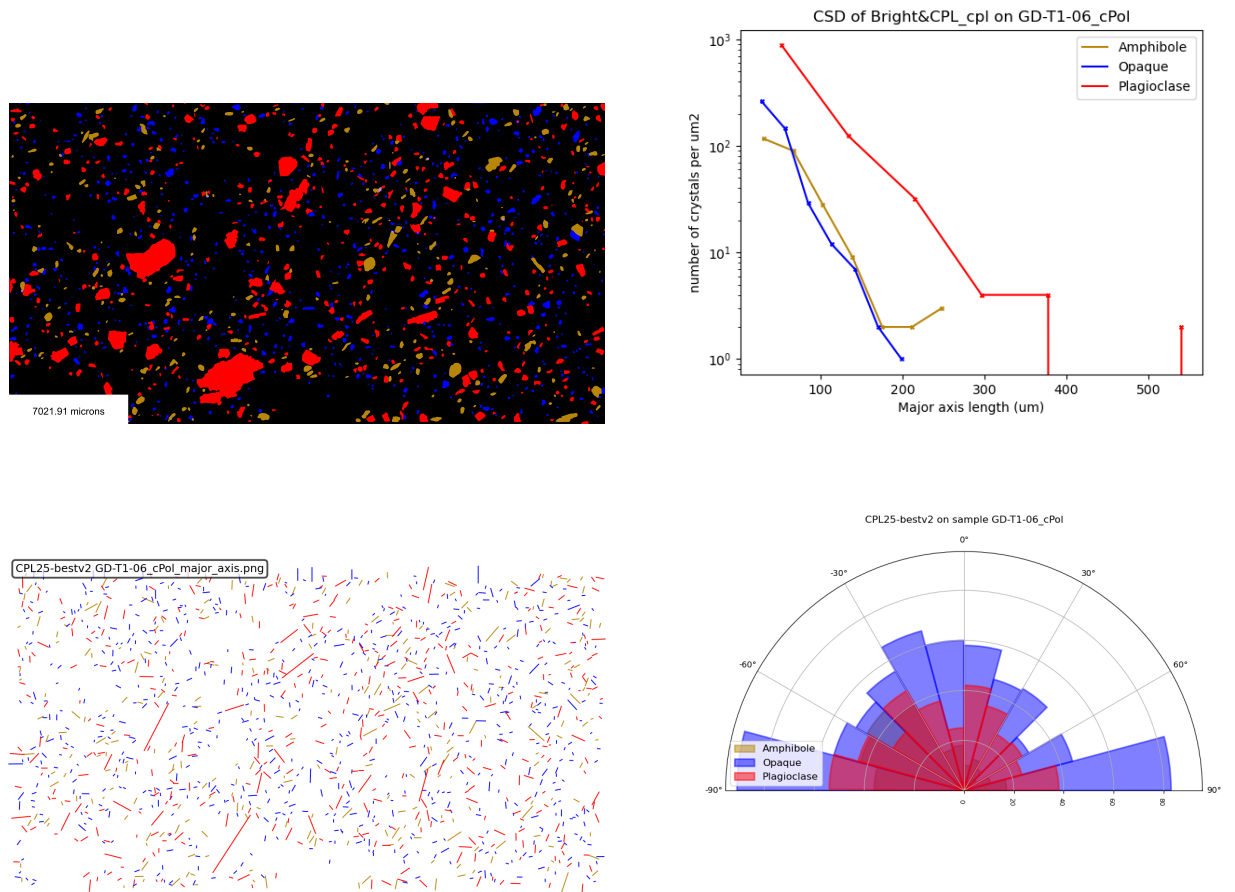 CSD of Bright&CPL_cpl on GD-T1-06_cPol
number of crystals per um2
10³
10²
10¹
10⁰
Amphibole
Opaque
Plagioclase
100 200 300 400 500
Major axis length (um)
7021.91 microns
CPL25-bestv2 GD-T1-06_cPol_major_axis.png
CPL25-bestv2 on sample GD-T1-06_cPol
0°
-30° 30°
-60° 60°
Amphibole
Opaque
Plagioclase
-90° 90°
0 20 40 60 80